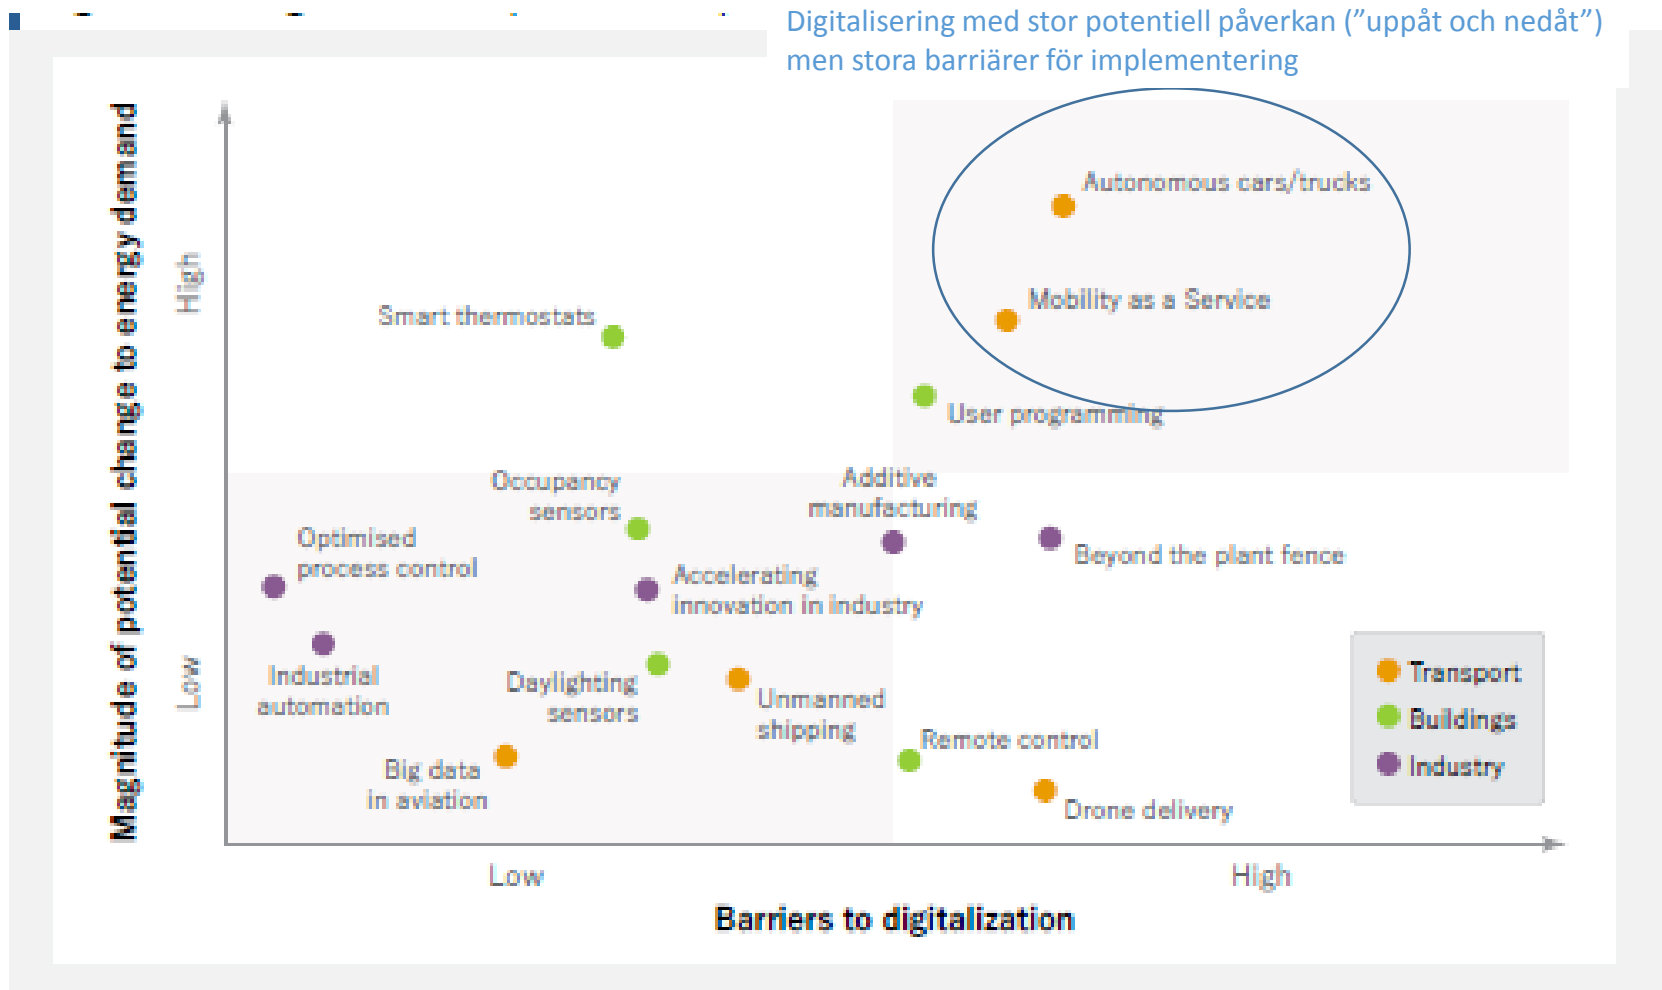 Digitalisering med stor potentiell påverkan (”uppåt och nedåt”)
men stora barriärer för implementering
Magnitude of potential change to energy demand
High
Low
Autonomous cars/trucks
Mobility as a Service
Smart thermostats
User programming
Occupancy
sensors
Additive
manufacturing
Optimised
process control
Beyond the plant fence
Accelerating
innovation in industry
Industrial
automation
Daylighting
sensors
Unmanned
shipping
Remote control
Big data
in aviation
Drone delivery
Transport
Buildings
Industry
Low
High
Barriers to digitalization